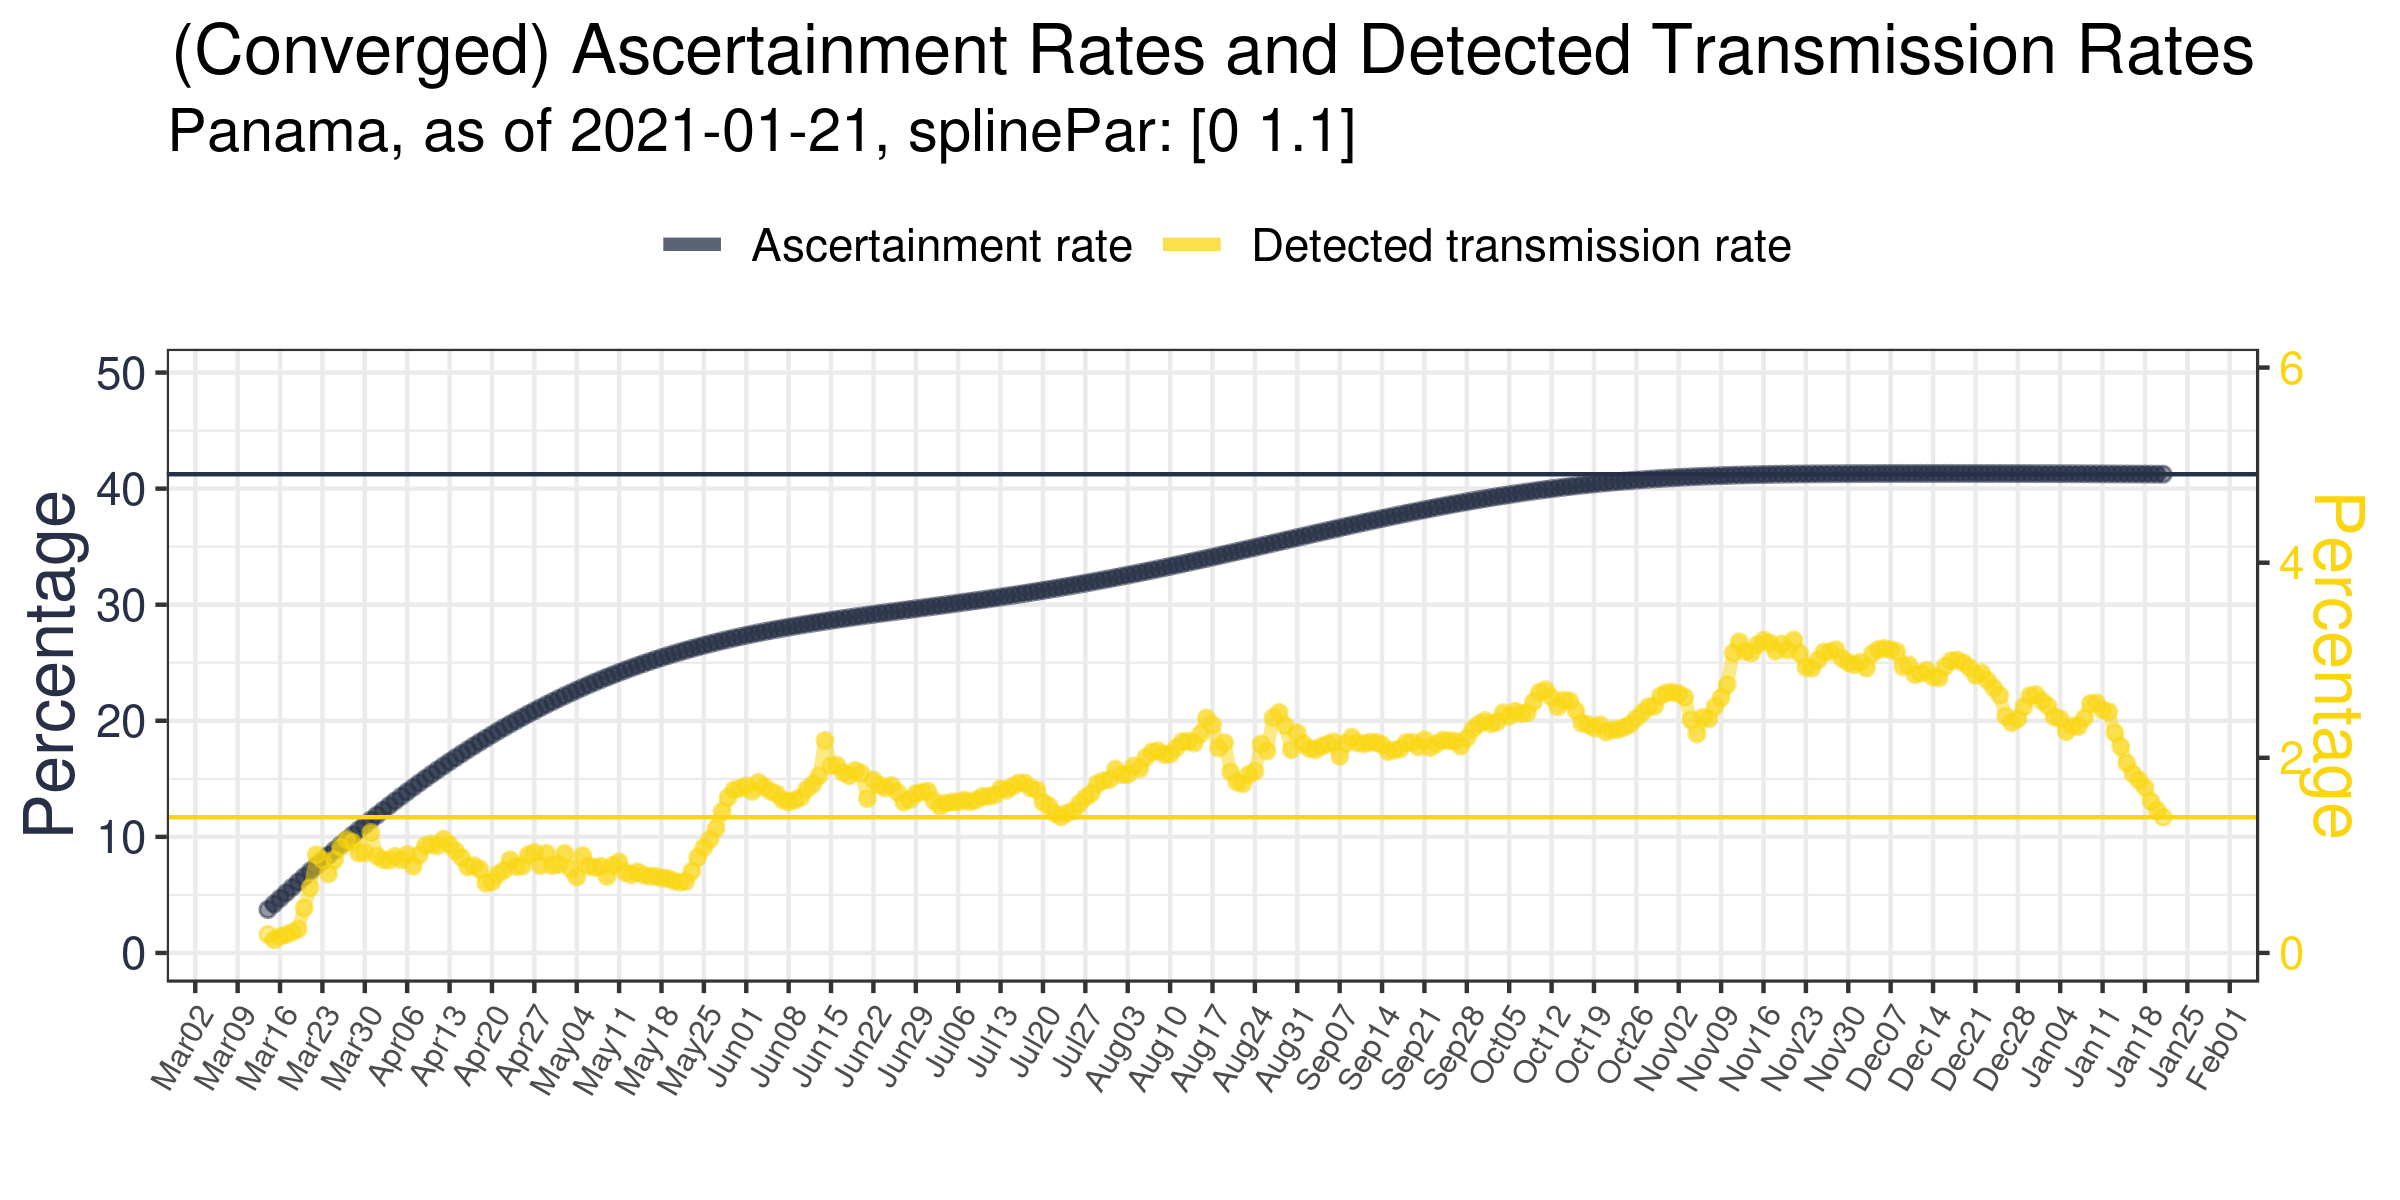 (Converged) Ascertainment Rates and Detected Transmission Rates
Panama, as of 2021-01-21, splinePar: [0 1.1]
Ascertainment rate
Detected transmission rate
Percentage
50
40
30
20
10
0
6
4
2
0
Percentage
Mar02
Mar09
Mar16
Mar23
Mar30
Apr06
Apr13
Apr20
Apr27
May04
May11
May18
May25
Jun01
Jun08
Jun15
Jun22
Jun29
Jul06
Jul13
Jul20
Jul27
Aug03
Aug10
Aug17
Aug24
Aug31
Sep07
Sep14
Sep21
Sep28
Oct05
Oct12
Oct19
Oct26
Nov02
Nov09
Nov16
Nov23
Nov30
Dec07
Dec14
Dec21
Dec28
Jan04
Jan11
Jan18
Jan25
Feb01